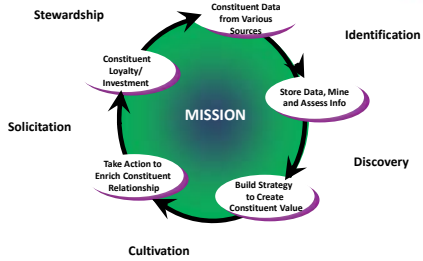 Constituent Data
from Various
Sources
Stewardship
Identification
Constituent
Loyalty/
Investment
Store Data, Mine
and Assess Info
MISSION
Solicitation
Discovery
Take Action to
Enrich Constituent
Relationship
Build Strategy
to Create
Constituent Value
Cultivation